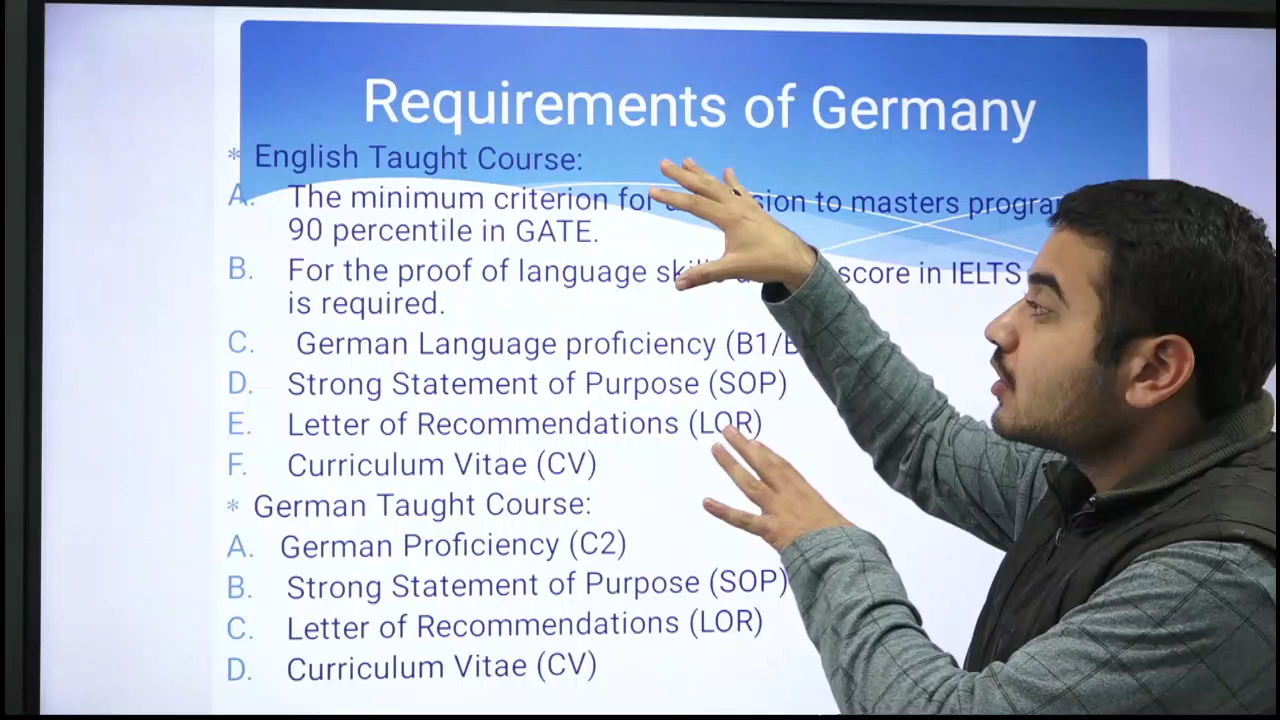 Requirements of Germany
* English Taught Course:
A. The minimum criterion for to masters
90 percentile in GATE.
B. For the proof of language score in IELTS
is required.
C. German Language proficiency (B1/
D. Strong Statement of Purpose (SOP)
E. Letter of Recommendations (LOR)
F. Curriculum Vitae (CV)
* German Taught Course:
A. German Proficiency (C2)
B. Strong Statement of Purpose (SOP)
C. Letter of Recommendations (LOR)
D. Curriculum Vitae (CV)